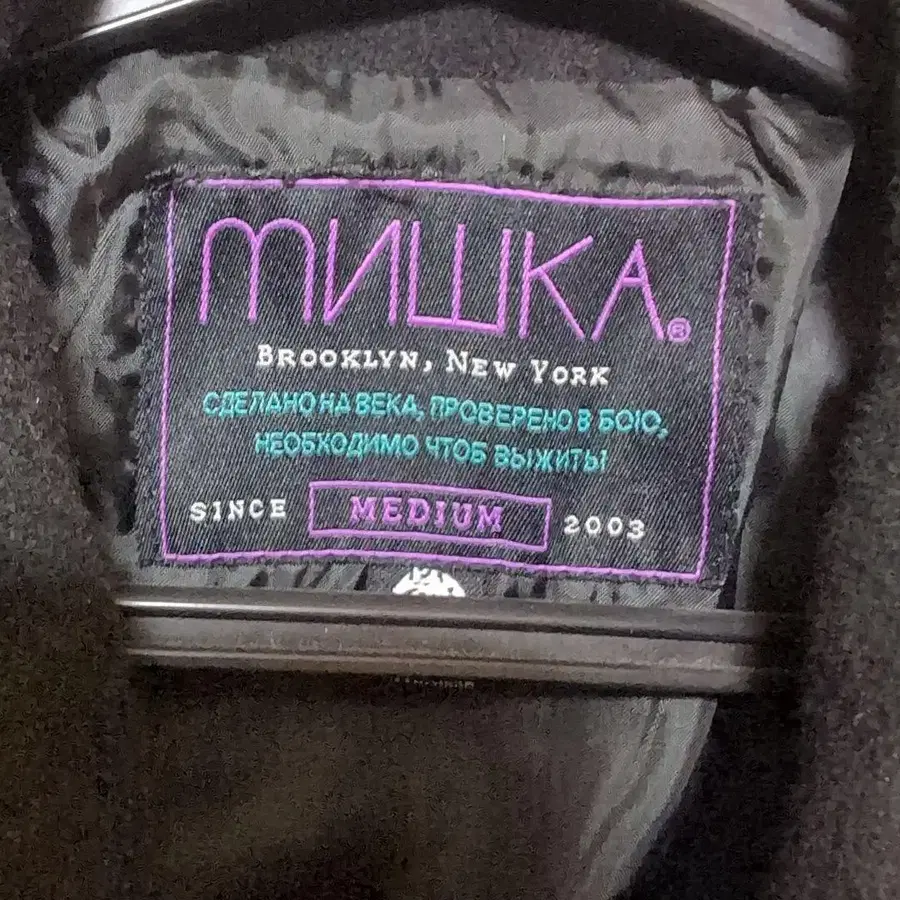 МИШКА®
BROOKLYN, NEW YORK
СДЕЛАНО НА ВЕКА, ПРОВЕРЕНО В БОЮ,
НЕОБХОДИМО ЧТОБ ВЫЖИТЬ!
SINCE MEDIUM 2003